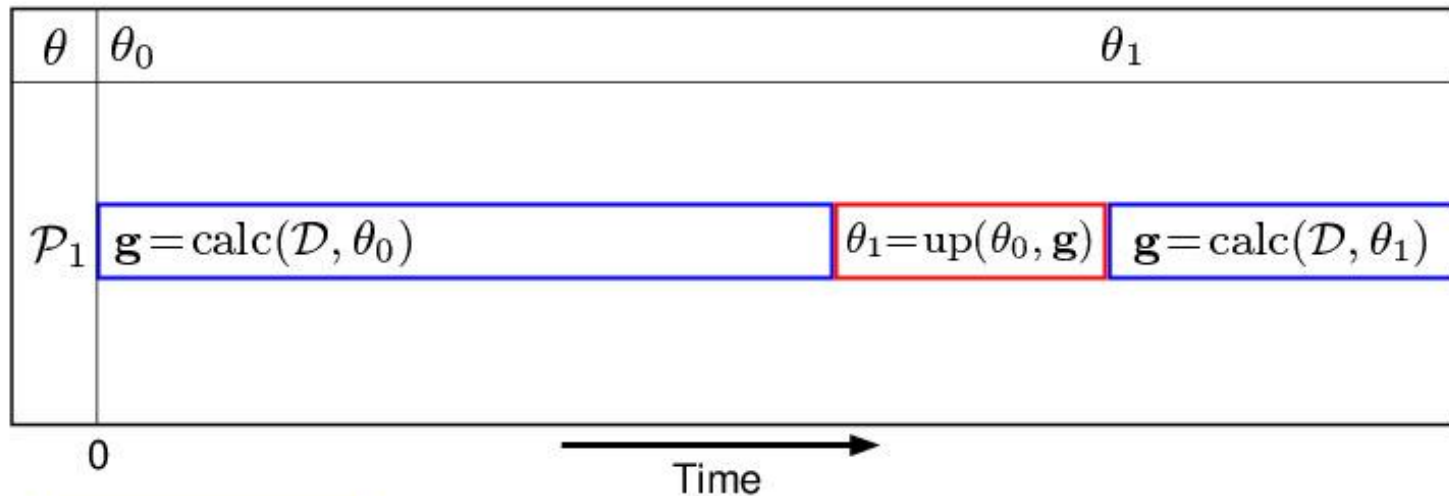 θ θ₀ θ₁
𝒫₁ 𝐠=calc(𝒟, θ₀) θ₁=up(θ₀, 𝐠) 𝐠=calc(𝒟, θ₁)
0
Time